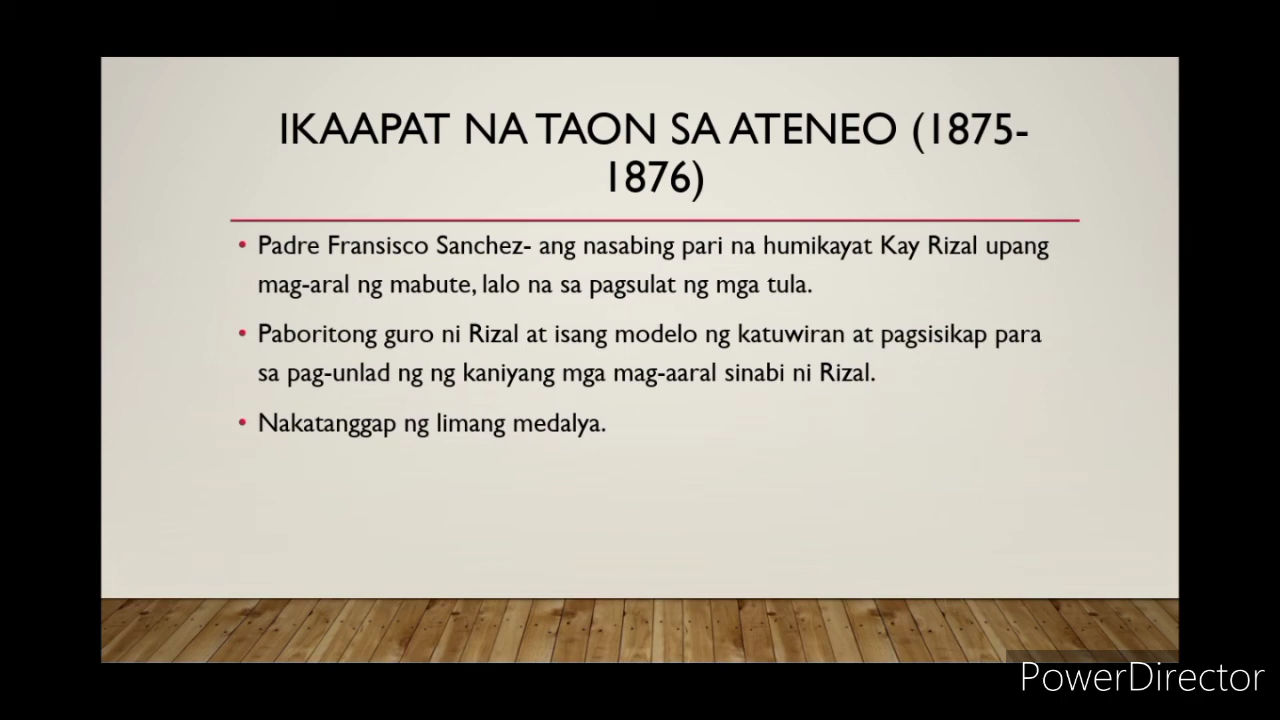 IKAAPAT NA TAON SA ATENEO (1875-
1876)
• Padre Fransisco Sanchez- ang nasabing pari na humikayat Kay Rizal upang
mag-aral ng mabute, lalo na sa pagsulat ng mga tula.
• Paboritong guro ni Rizal at isang modelo ng katuwiran at pagsisikap para
sa pag-unlad ng ng kaniyang mga mag-aaral sinabi ni Rizal.
• Nakatanggap ng limang medalya.
PowerDirector